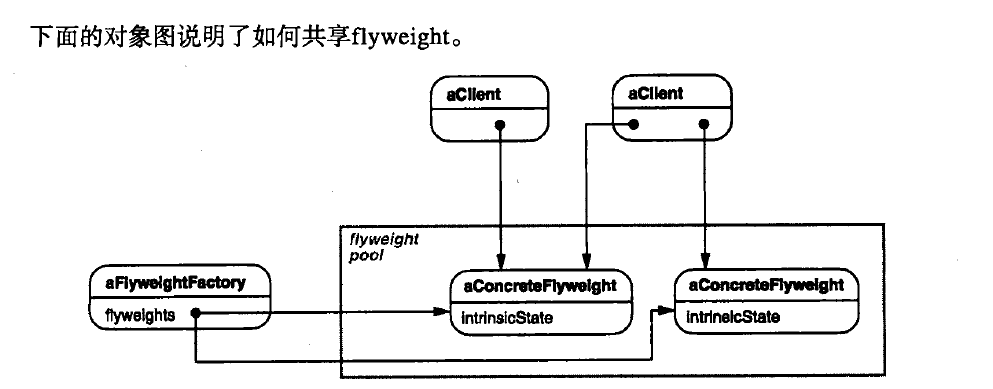 下面的对象图说明了如何共享flyweight。
aClient
aClient
flyweight
pool
aFlyweightFactory
flyweights
aConcreteFlyweight
intrinsicState
aConcreteFlyweight
intrinsicState